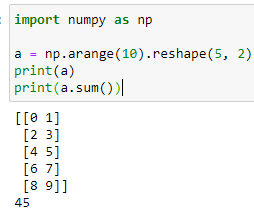 import numpy as np
a = np.arange(10).reshape(5, 2)
print(a)
print(a.sum())
[[0 1]
[2 3]
[4 5]
[6 7]
[8 9]]
45